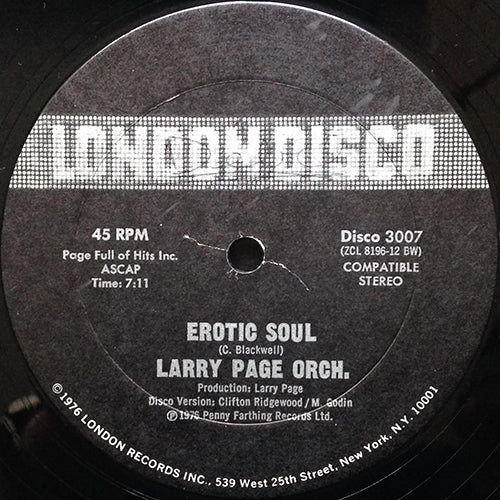 LONDON DISCO
45 RPM
Page Full of Hits Inc.
ASCAP
Time: 7:11
Disco 3007
(ZCL 8196-12 BW)
COMPATIBLE
STEREO
EROTIC SOUL
(C. Blackwell)
LARRY PAGE ORCH.
Production: Larry Page
Disco Version: Clifton Ridgewood / M. Godin
℗ 1976 Penny Farthing Records Ltd.
©1976 LONDON RECORDS INC., 539 West 25th Street, New York, N.Y. 10001